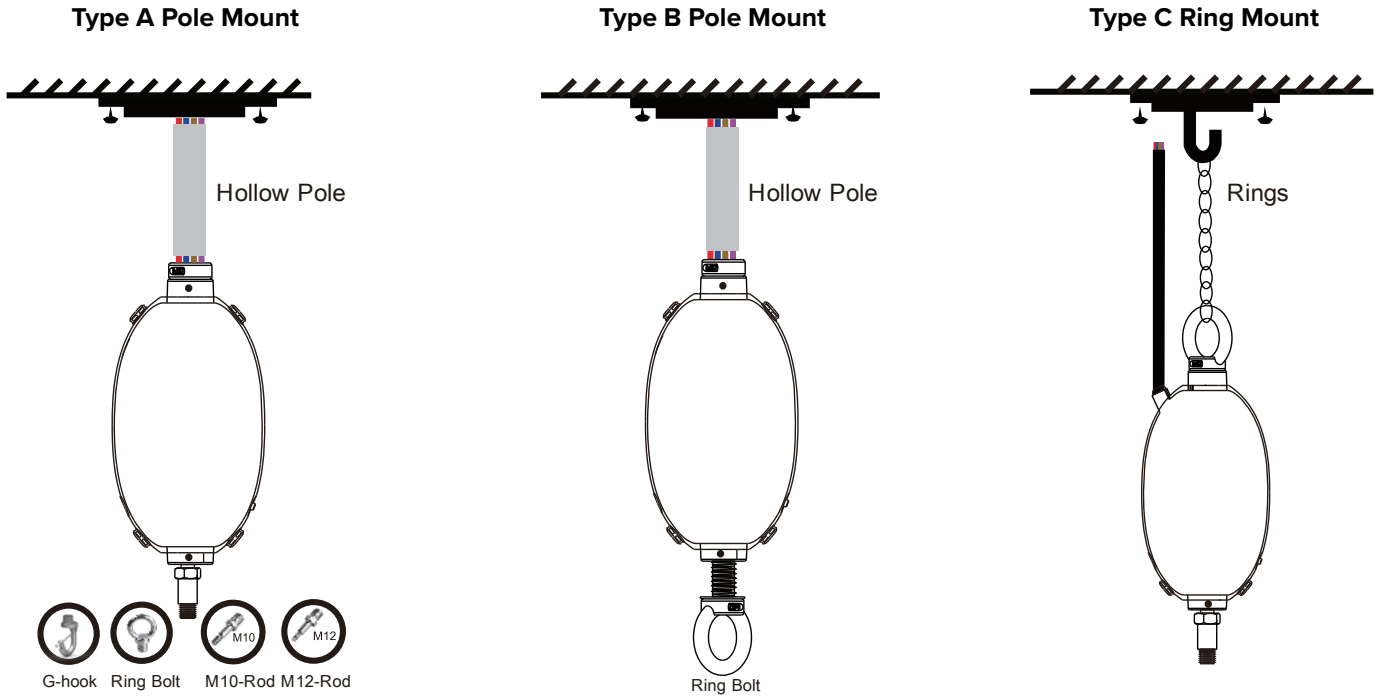 Type A Pole Mount
Type B Pole Mount
Type C Ring Mount
Hollow Pole
Hollow Pole
Rings
M10
M12
G-hook
Ring Bolt
M10-Rod
M12-Rod
Ring Bolt